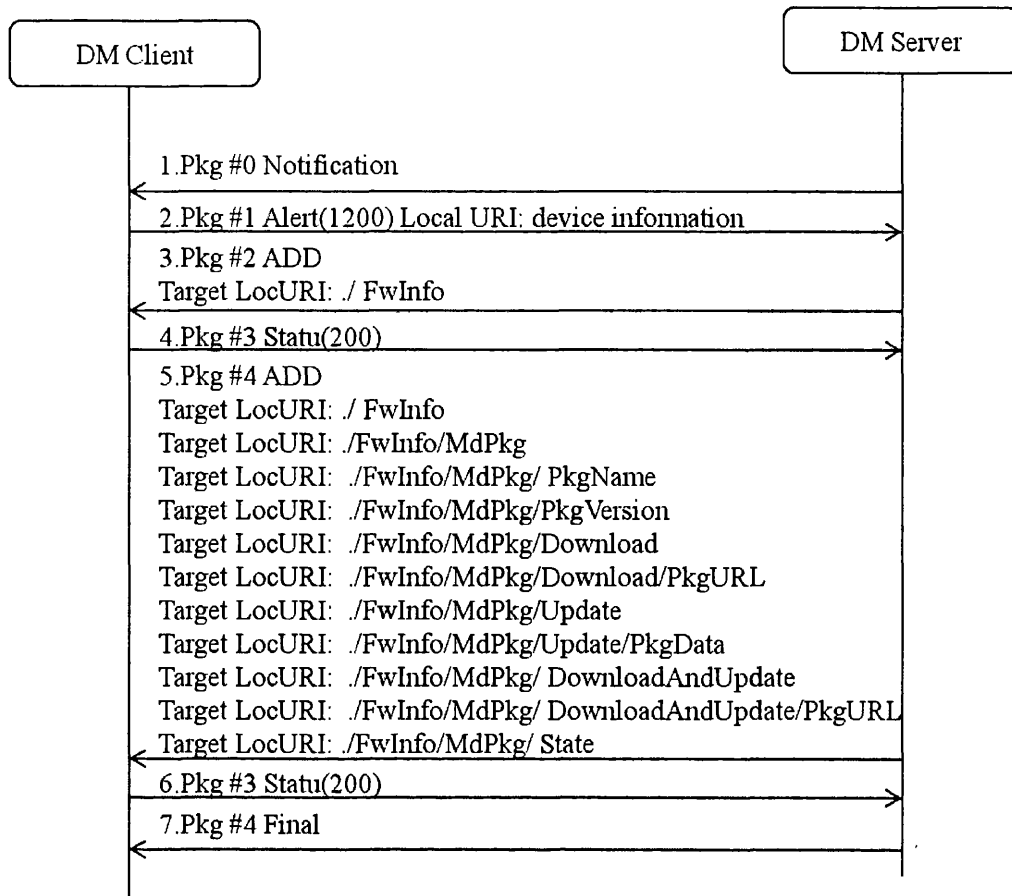 DM Client
DM Server
1.Pkg #0 Notification
2.Pkg #1 Alert(1200) Local URI: device information
3.Pkg #2 ADD
Target LocURI: ./ FwInfo
4.Pkg #3 Statu(200)
5.Pkg #4 ADD
Target LocURI: ./ FwInfo
Target LocURI: ./FwInfo/MdPkg
Target LocURI: ./FwInfo/MdPkg/ PkgName
Target LocURI: ./FwInfo/MdPkg/PkgVersion
Target LocURI: ./FwInfo/MdPkg/Download
Target LocURI: ./FwInfo/MdPkg/Download/PkgURL
Target LocURI: ./FwInfo/MdPkg/Update
Target LocURI: ./FwInfo/MdPkg/Update/PkgData
Target LocURI: ./FwInfo/MdPkg/ DownloadAndUpdate
Target LocURI: ./FwInfo/MdPkg/ DownloadAndUpdate/PkgURL
Target LocURI: ./FwInfo/MdPkg/ State
6.Pkg #3 Statu(200)
7.Pkg #4 Final